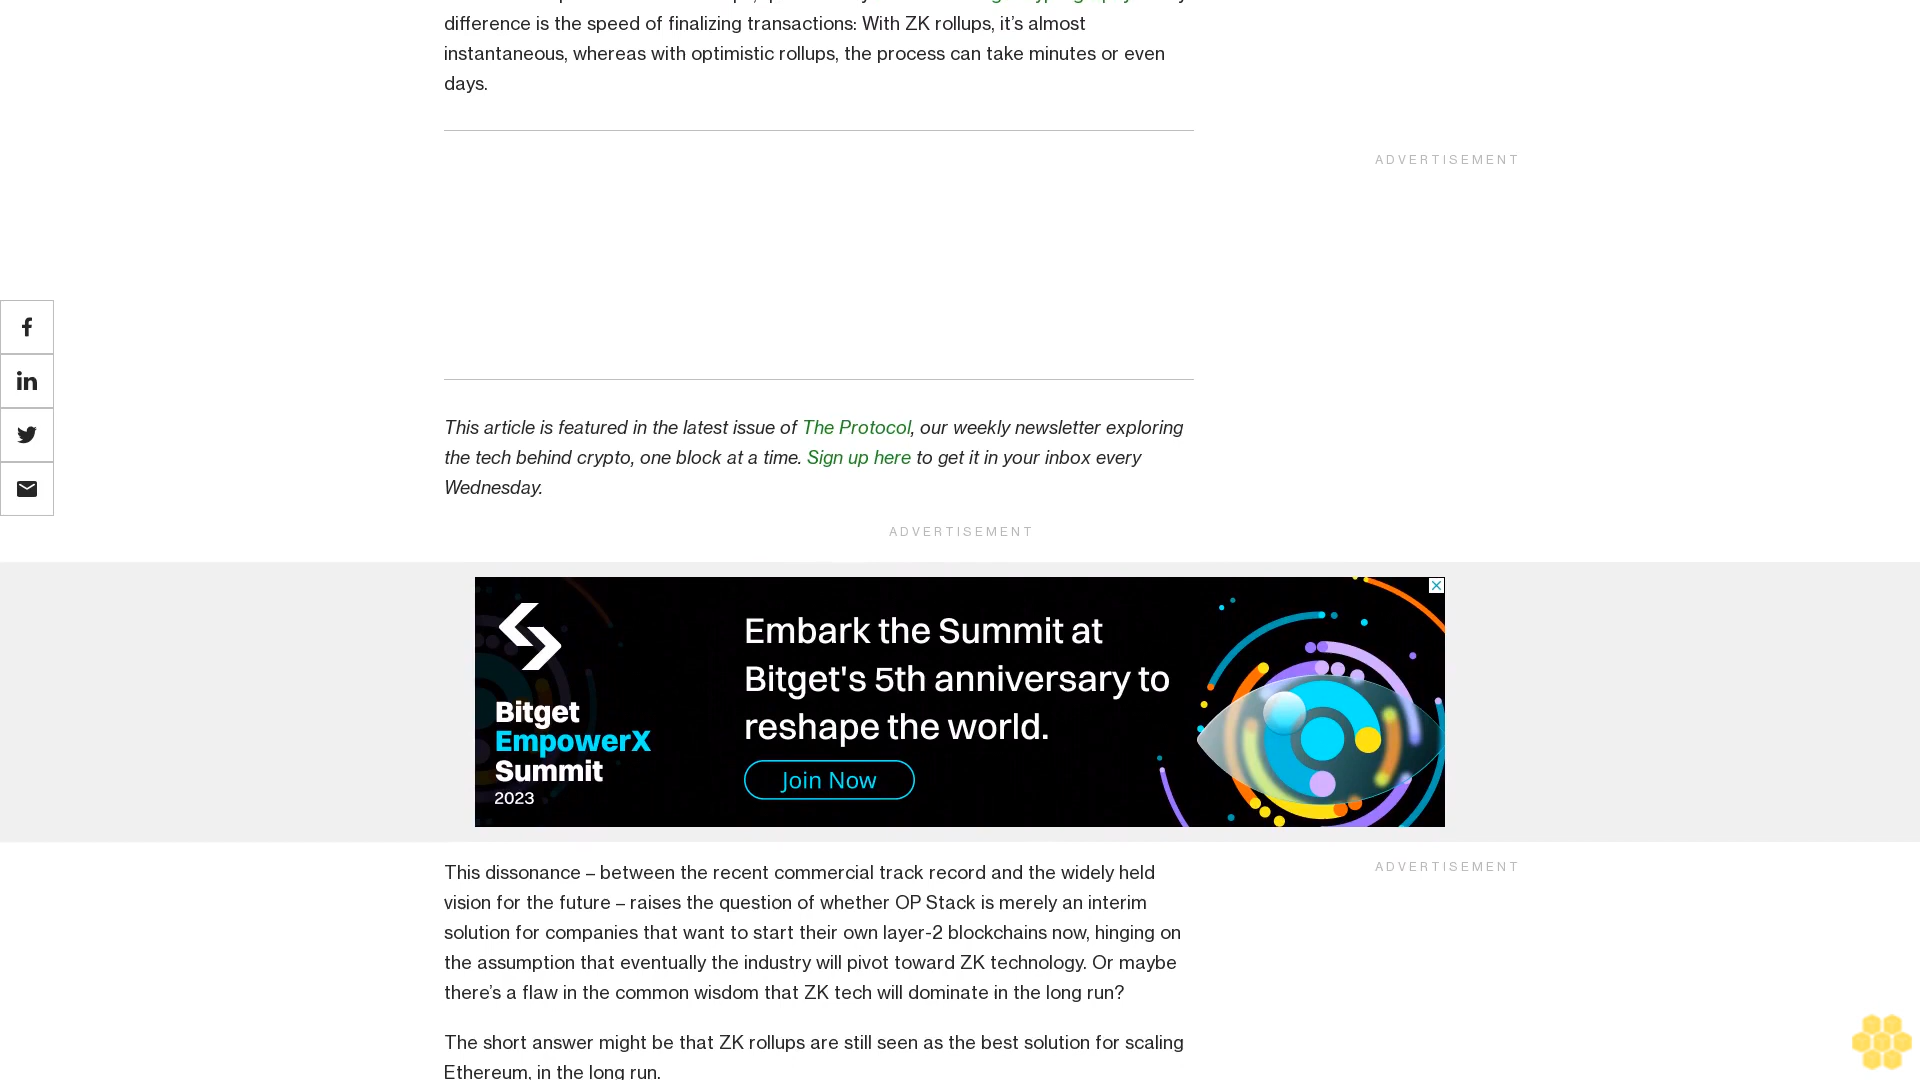 difference is the speed of finalizing transactions: With ZK rollups, it’s almost
instantaneous, whereas with optimistic rollups, the process can take minutes or even
days.
ADVERTISEMENT
This article is featured in the latest issue of The Protocol, our weekly newsletter exploring
the tech behind crypto, one block at a time. Sign up here to get it in your inbox every
Wednesday.
ADVERTISEMENT
Bitget
EmpowerX
Summit
2023
Embark the Summit at
Bitget's 5th anniversary to
reshape the world.
Join Now
This dissonance – between the recent commercial track record and the widely held
vision for the future – raises the question of whether OP Stack is merely an interim
solution for companies that want to start their own layer-2 blockchains now, hinging on
the assumption that eventually the industry will pivot toward ZK technology. Or maybe
there’s a flaw in the common wisdom that ZK tech will dominate in the long run?
ADVERTISEMENT
The short answer might be that ZK rollups are still seen as the best solution for scaling
Ethereum, in the long run.